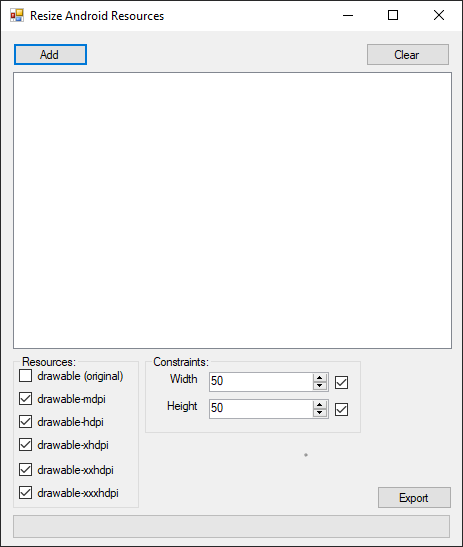 Resize Android Resources
Add
Clear
Resources:
drawable (original)
drawable-mdpi
drawable-hdpi
drawable-xhdpi
drawable-xxhdpi
drawable-xxxhdpi
Constraints:
Width 50
Height 50
Export